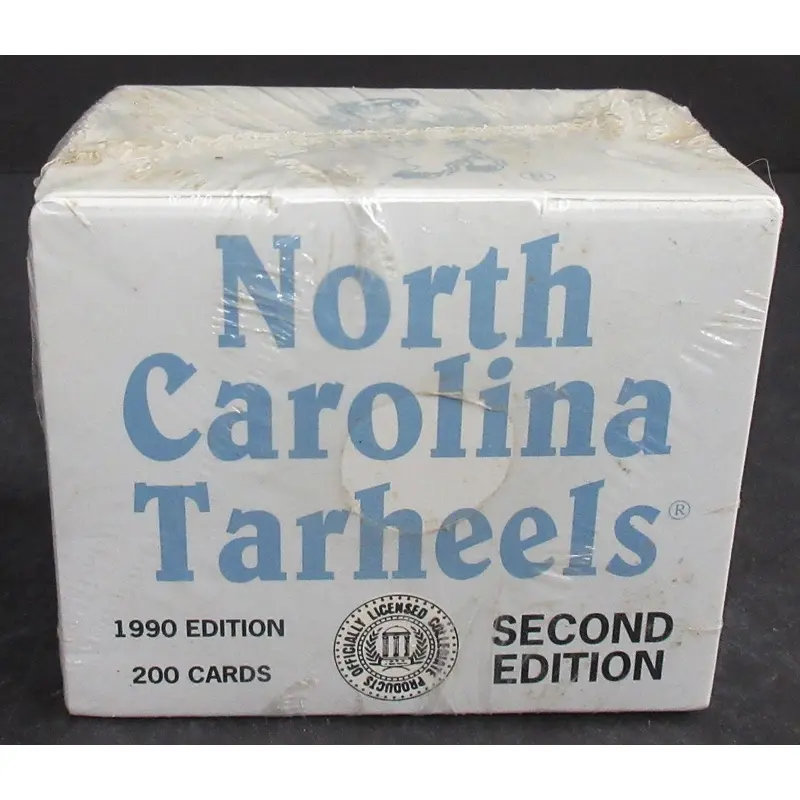 ®
North
Carolina
Tarheels®
1990 EDITION
200 CARDS
OFFICIALLY LICENSED COLLEGIATE PRODUCTS
SECOND
EDITION